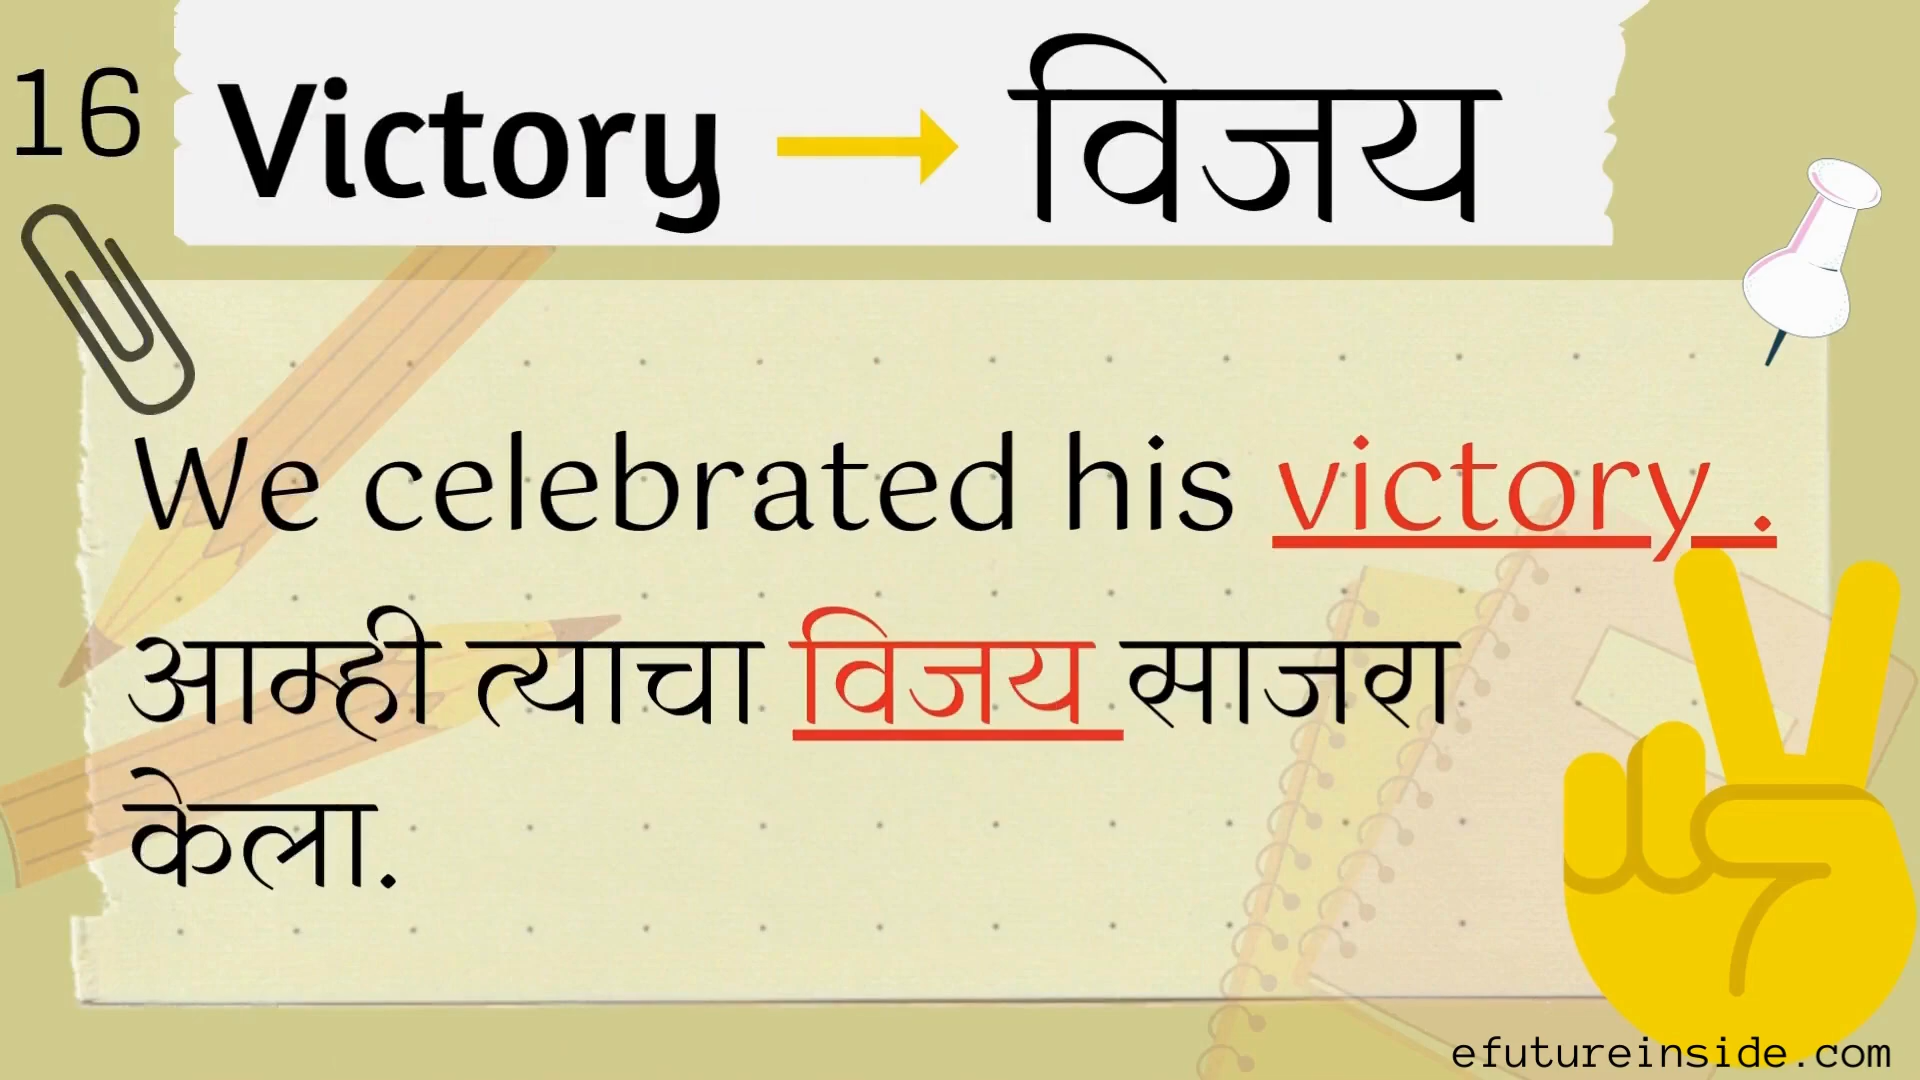 16
Victory → विजय
We celebrated his victory .
आम्ही त्याचा विजय साजरा
केला.
efutureinside.com